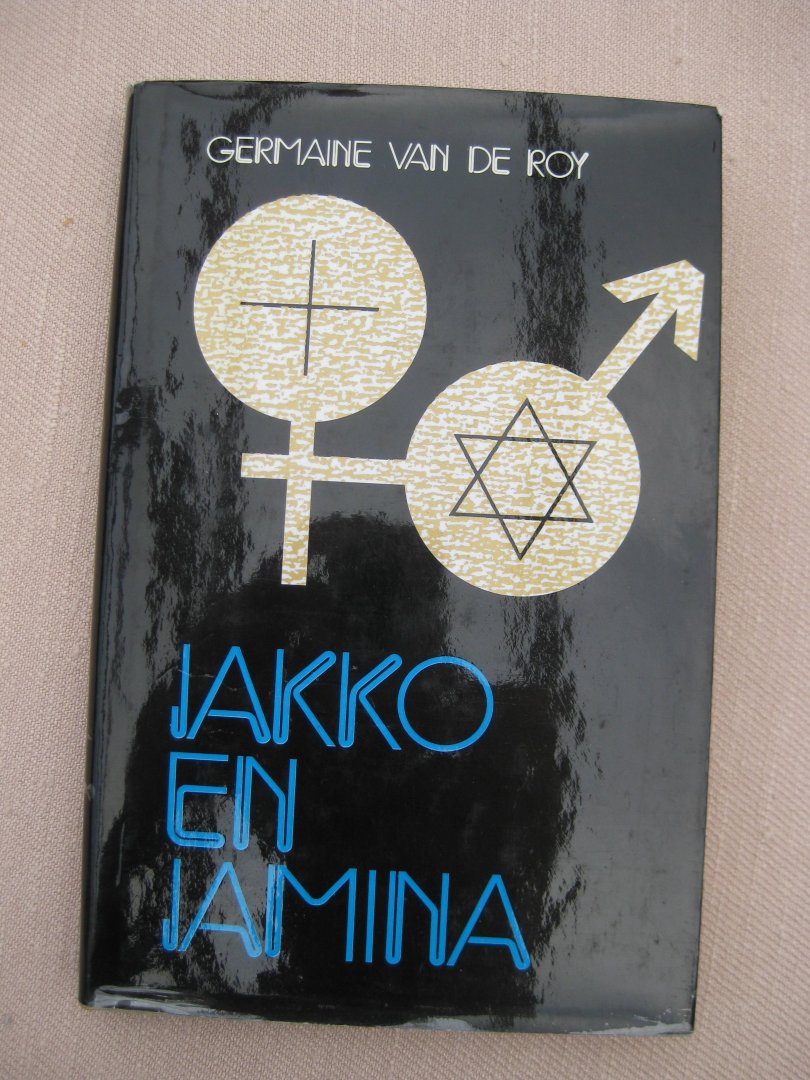 GERMAINE VAN DE ROY
JAKKO
EN
JAMINA